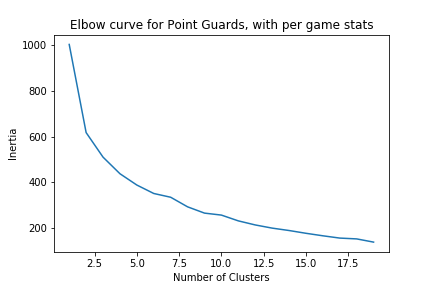 Elbow curve for Point Guards, with per game stats
1000
800
600
400
200
Inertia
2.5 5.0 7.5 10.0 12.5 15.0 17.5
Number of Clusters